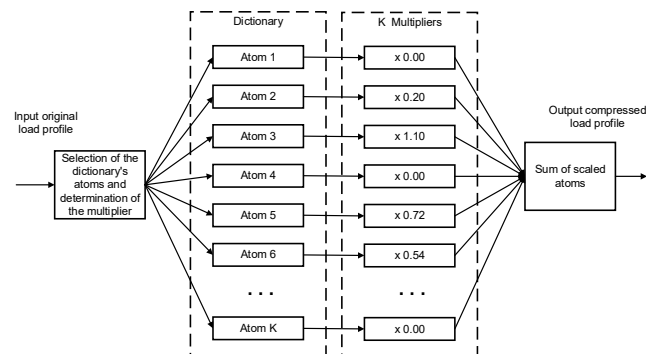 Dictionary
K Multipliers
Atom 1
x 0.00
Atom 2
x 0.20
Input original
load profile
Output compressed
load profile
Atom 3
x 1.10
Selection of the
dictionary's
atoms and
determination of
the multiplier
Atom 4
x 0.00
Sum of scaled
atoms
Atom 5
x 0.72
Atom 6
x 0.54
...
...
Atom K
x 0.00